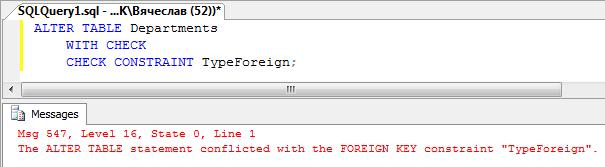 SQLQuery1.sql - ...K\Вячеслав (52))*
ALTER TABLE Departments
WITH CHECK
CHECK CONSTRAINT TypeForeign;
Messages
Msg 547, Level 16, State 0, Line 1
The ALTER TABLE statement conflicted with the FOREIGN KEY constraint "TypeForeign".